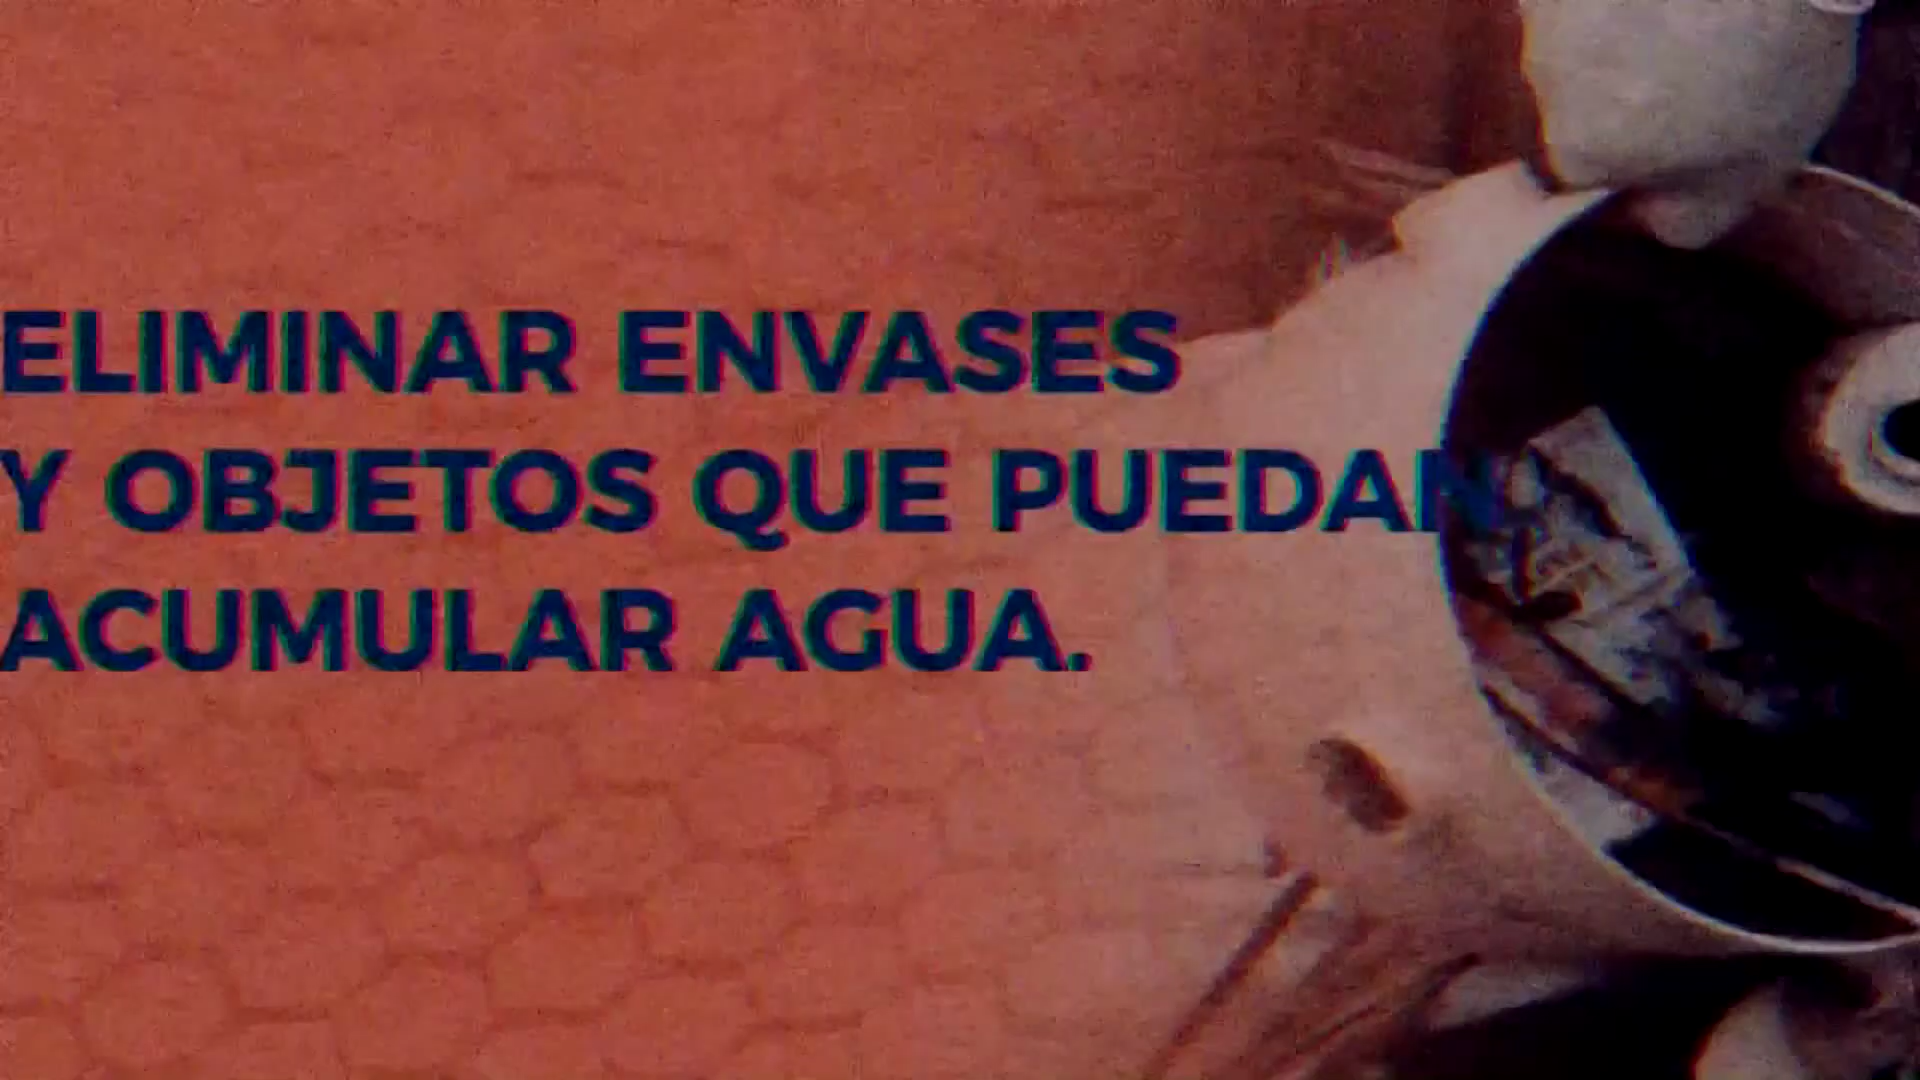 ELIMINAR ENVASES
Y OBJETOS QUE PUEDAN
ACUMULAR AGUA.